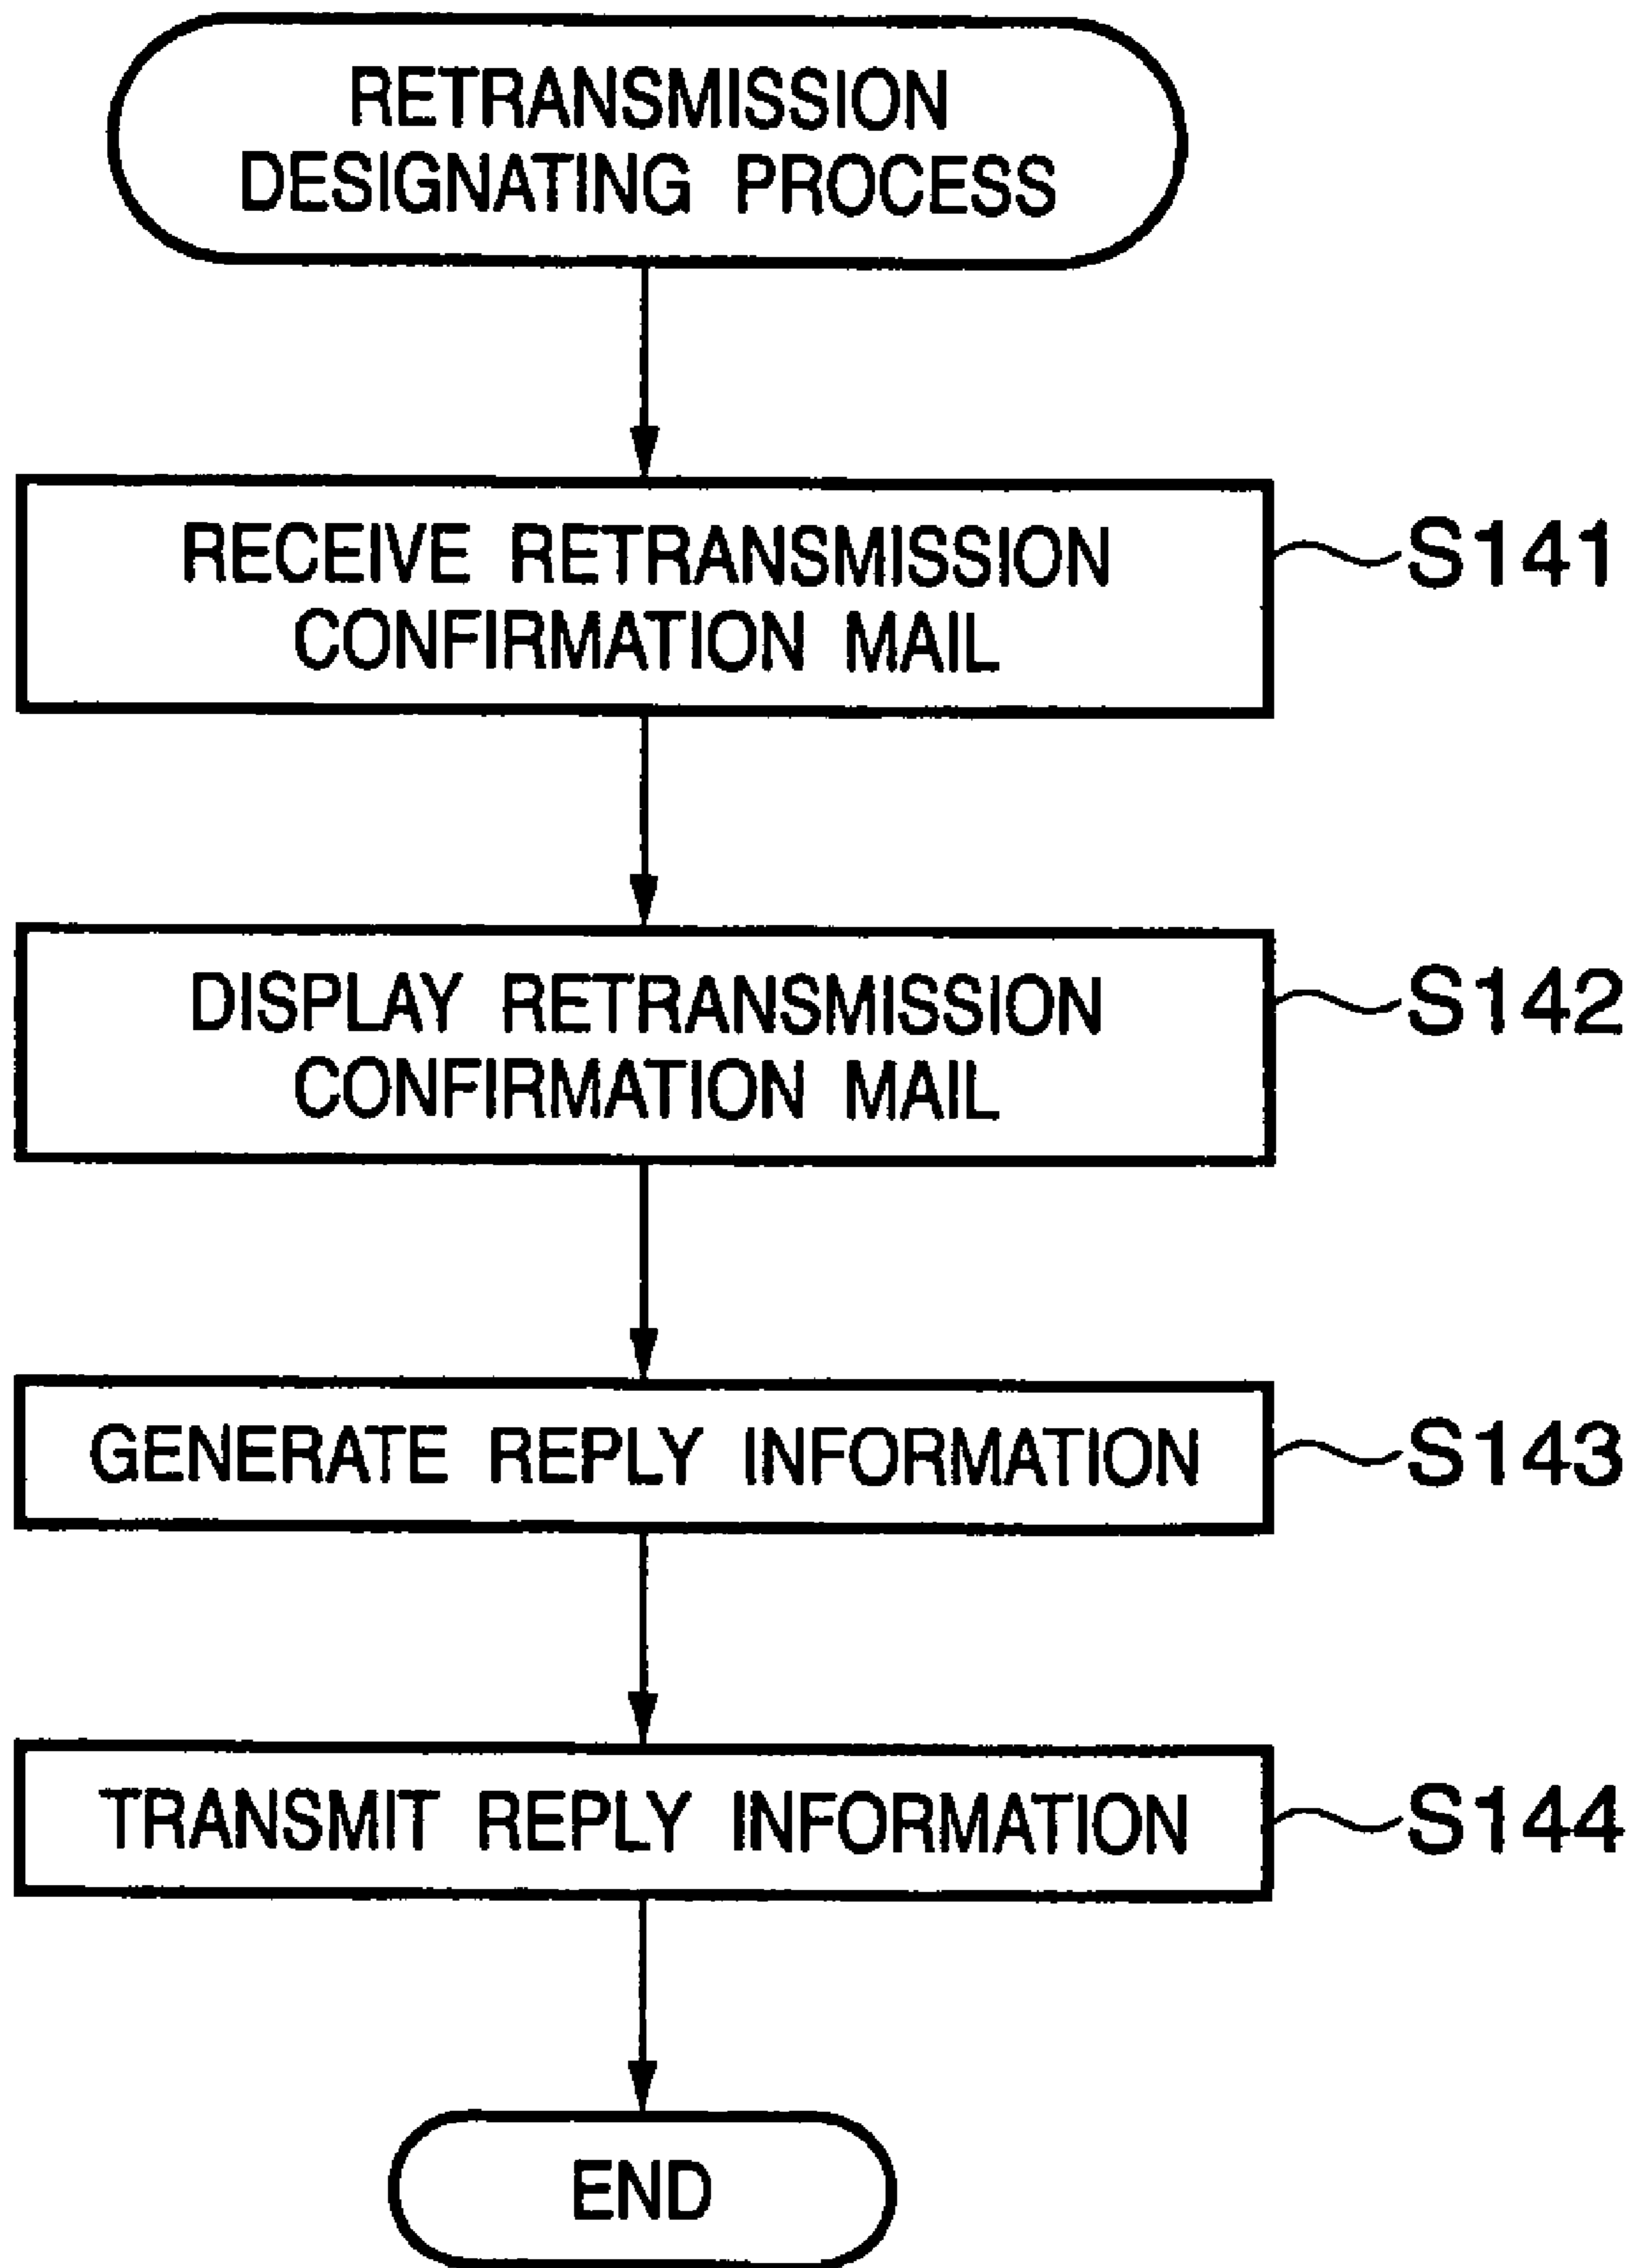 RETRANSMISSION
DESIGNATING PROCESS
RECEIVE RETRANSMISSION
CONFIRMATION MAIL
S141
DISPLAY RETRANSMISSION
CONFIRMATION MAIL
S142
GENERATE REPLY INFORMATION
S143
TRANSMIT REPLY INFORMATION
S144
END